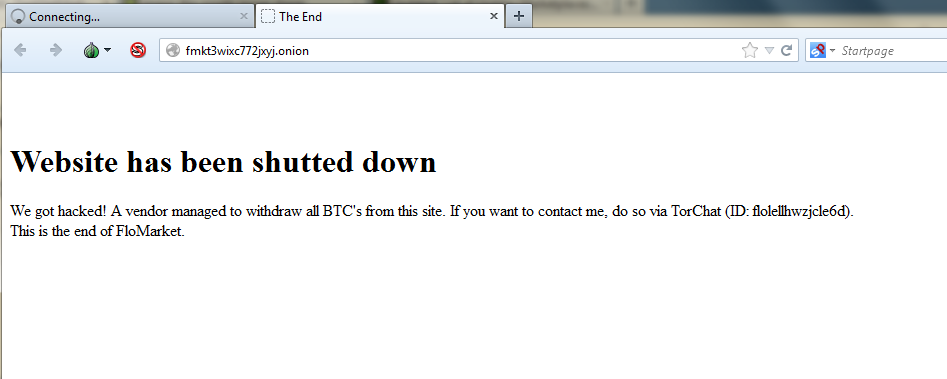 Connecting...
The End
fmkt3wixc772jxyj.onion
Startpage
Website has been shutted down
We got hacked! A vendor managed to withdraw all BTC's from this site. If you want to contact me, do so via TorChat (ID: flolellhwzjcle6d).
This is the end of FloMarket.